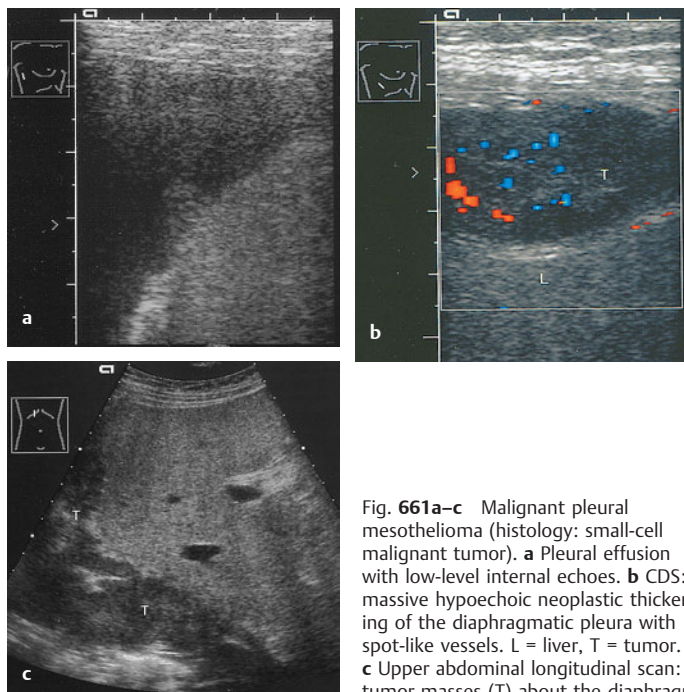 a
b
T
L
c
T
T
Fig. 661a–c Malignant pleural
mesothelioma (histology: small-cell
malignant tumor). a Pleural effusion
with low-level internal echoes. b CDS:
massive hypoechoic neoplastic thicken-
ing of the diaphragmatic pleura with
spot-like vessels. L = liver, T = tumor.
c Upper abdominal longitudinal scan:
tumor masses (T) about the